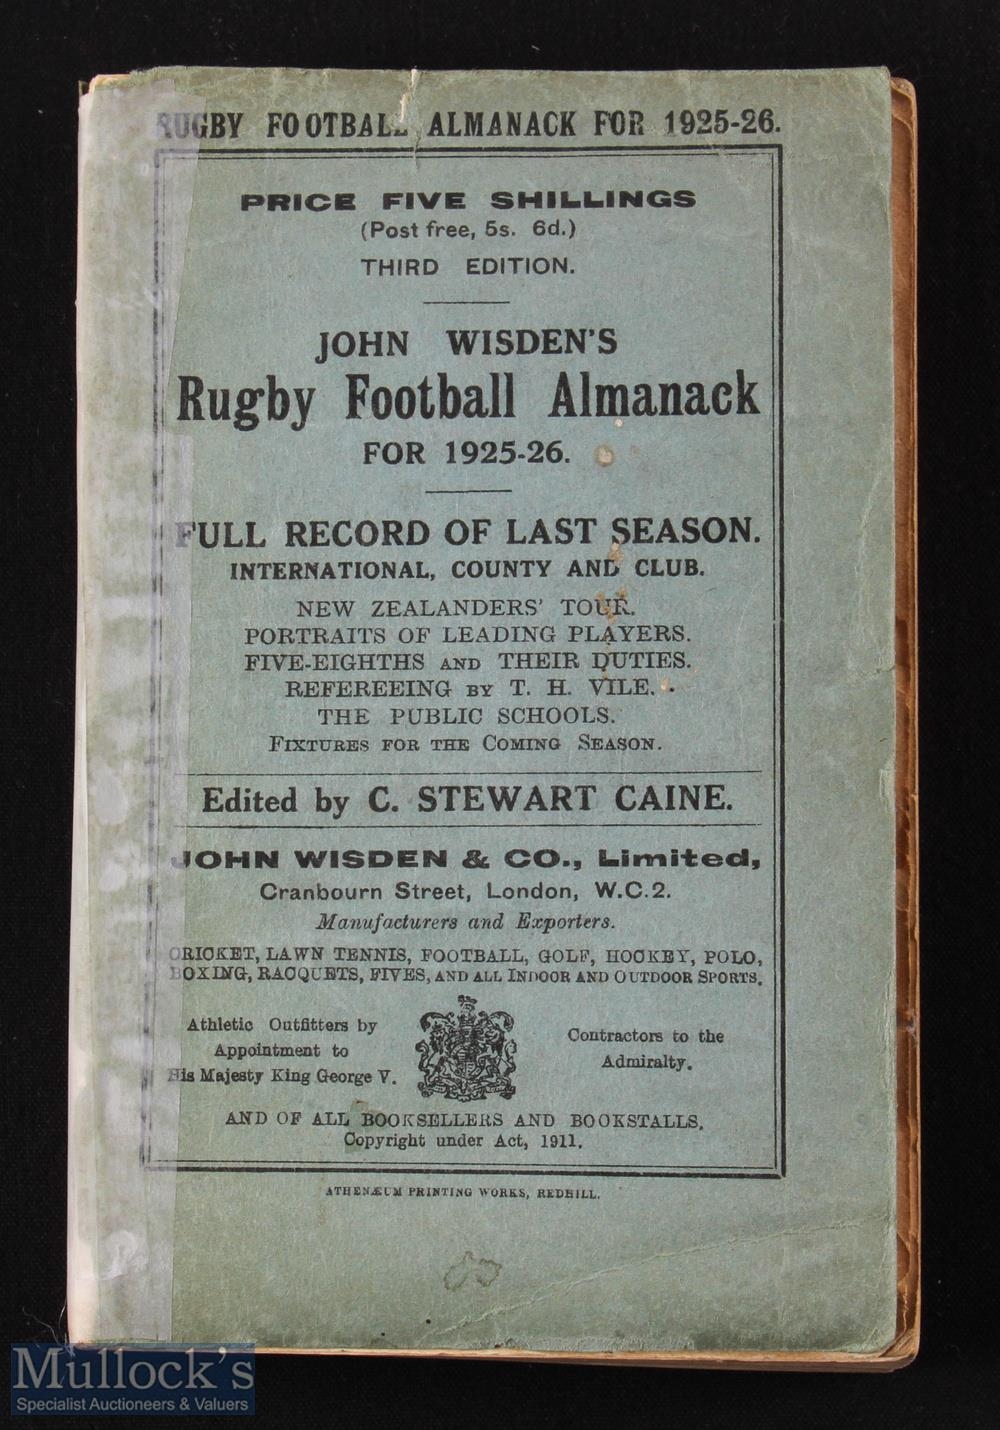 RUGBY FOOTBALL ALMANACK FOR 1925-26.
PRICE FIVE SHILLINGS
(Post free, 5s. 6d.)
THIRD EDITION.
JOHN WISDEN'S
Rugby Football Almanack
FOR 1925-26.
FULL RECORD OF LAST SEASON.
INTERNATIONAL, COUNTY AND CLUB.
NEW ZEALANDERS' TOUR.
PORTRAITS OF LEADING PLAYERS.
FIVE-EIGHTHS AND THEIR DUTIES.
REFEREEING BY T. H. VILE.
THE PUBLIC SCHOOLS.
FIXTURES FOR THE COMING SEASON.
Edited by C. STEWART CAINE.
JOHN WISDEN & CO., Limited,
Cranbourn Street, London, W.C.2.
Manufacturers and Exporters.
CRICKET, LAWN TENNIS, FOOTBALL, GOLF, HOCKEY, POLO,
BOXING, RACQUETS, FIVES, AND ALL INDOOR AND OUTDOOR SPORTS.
Athletic Outfitters by
Appointment to
His Majesty King George V.
Contractors to the
Admiralty.
AND OF ALL BOOKSELLERS AND BOOKSTALLS.
Copyright under Act, 1911.
ATHENÆUM PRINTING WORKS, REDHILL.
Mullock's
Specialist Auctioneers & Valuers